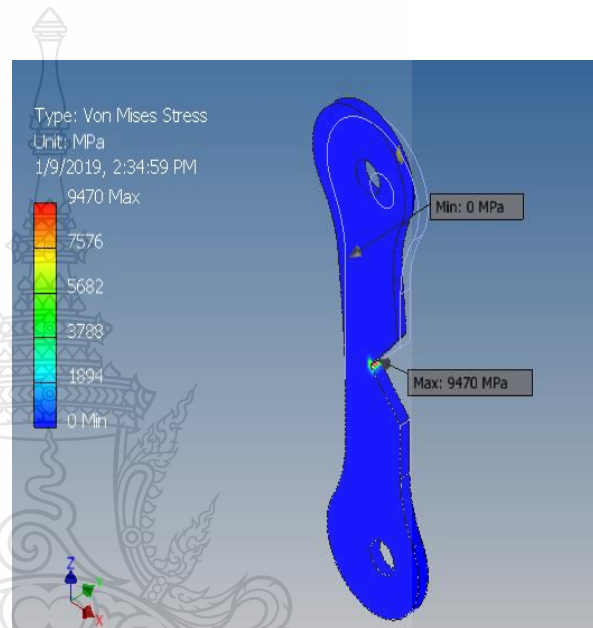 Type: Von Mises Stress
Unit: MPa
1/9/2019, 2:34:59 PM
9470 Max
7576
5682
3788
1894
0 Min
Min: 0 MPa
Max: 9470 MPa
Z
Y
X